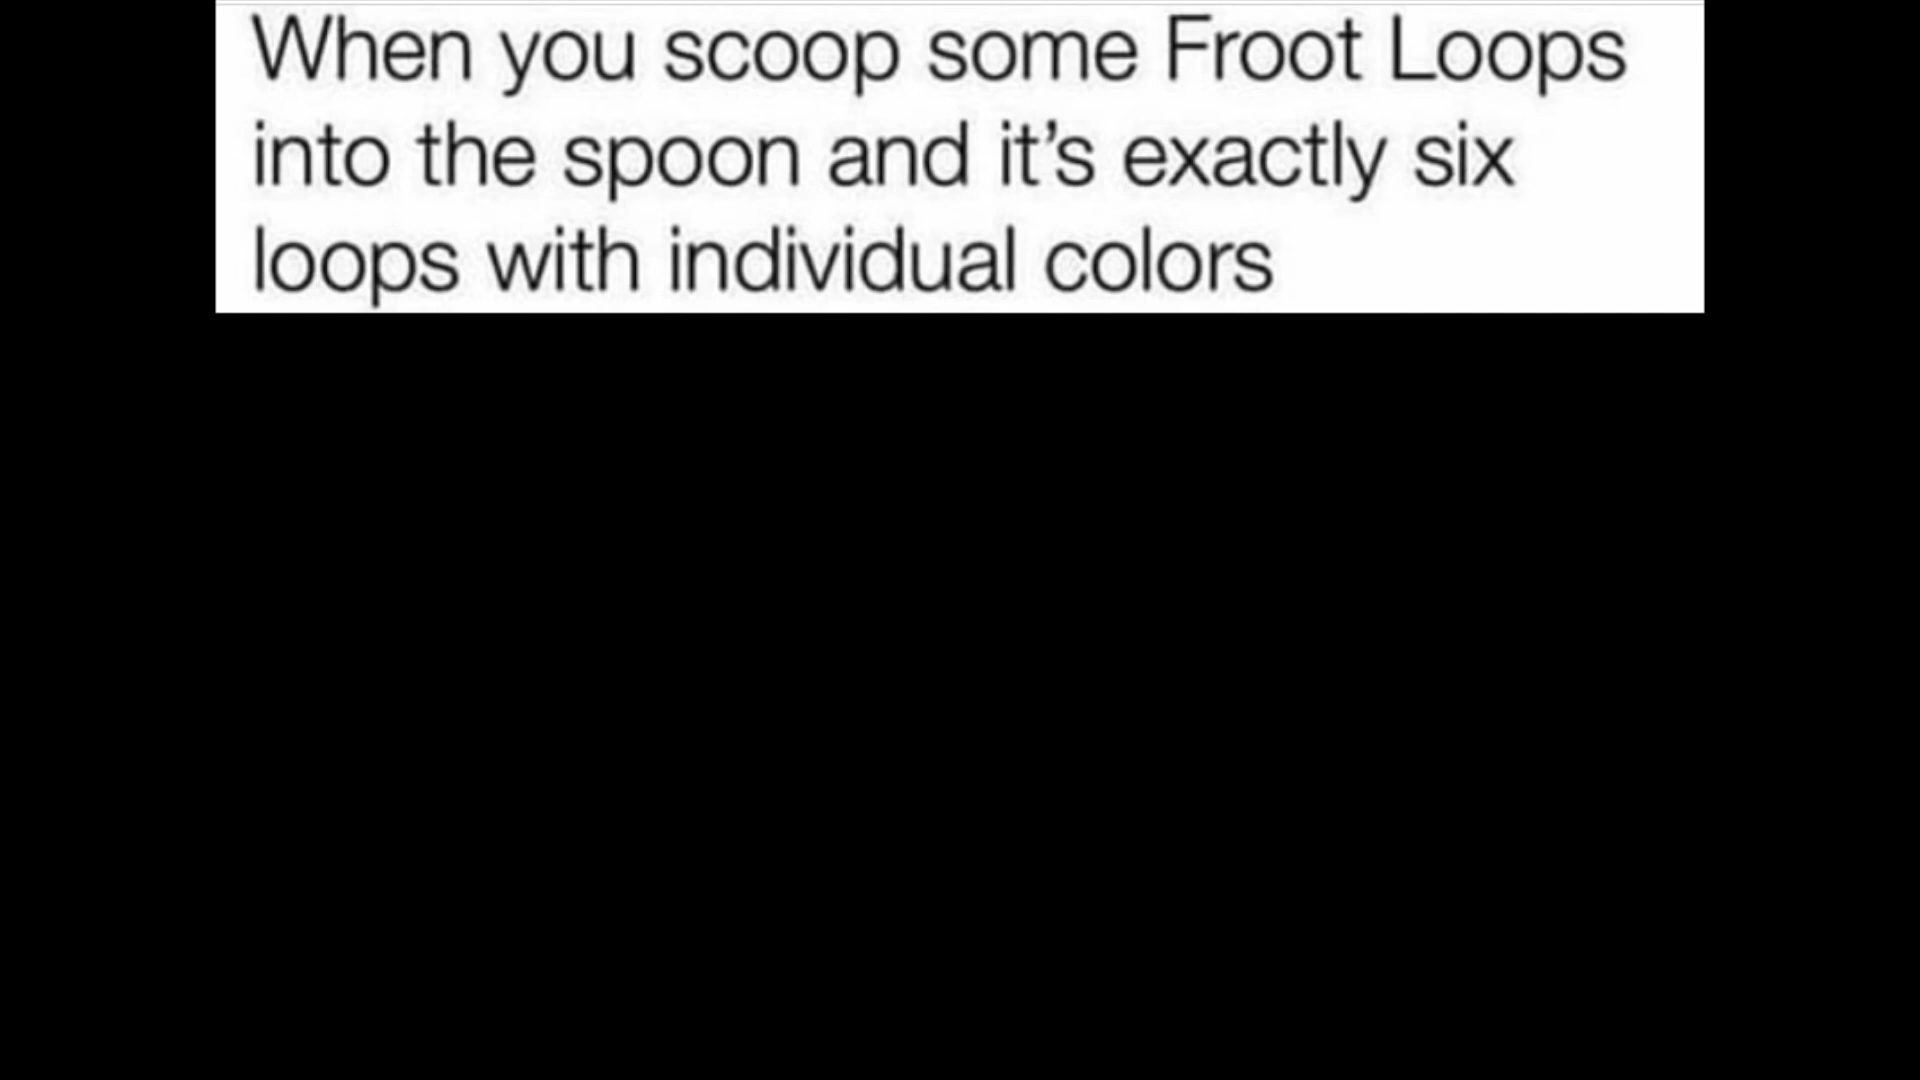 When you scoop some Froot Loops
into the spoon and it’s exactly six
loops with individual colors